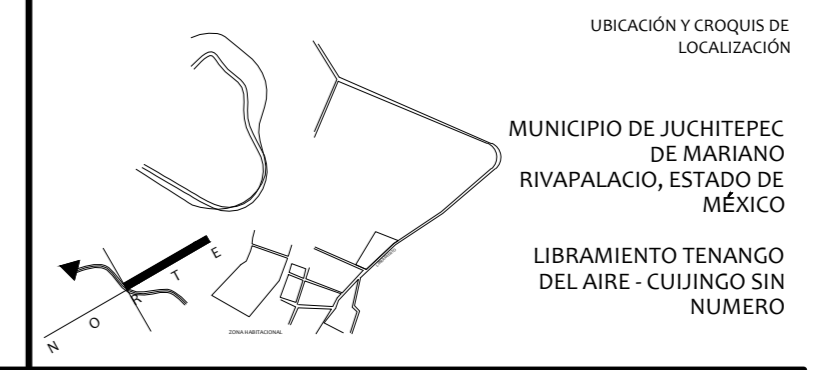 UBICACIÓN Y CROQUIS DE
LOCALIZACIÓN
MUNICIPIO DE JUCHITEPEC
DE MARIANO
RIVAPALACIO, ESTADO DE
MÉXICO
LIBRAMIENTO TENANGO
DEL AIRE - CUIJINGO SIN
NUMERO
NORTE
ZONA HABITACIONAL